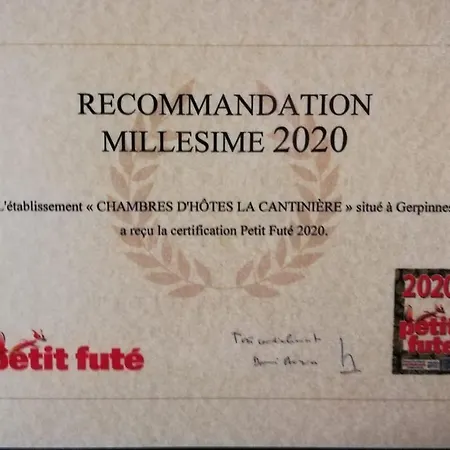 RECOMMANDATION
MILLESIME 2020
L'établissement « CHAMBRES D'HÔTES LA CANTINIÈRE » situé à Gerpinnes
a reçu la certification Petit Futé 2020.
petit futé
2020
petit
futé